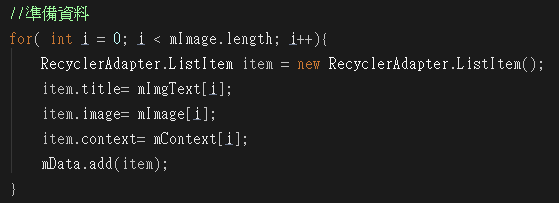 //準備資料
for( int i = 0; i < mImage.length; i++){
RecyclerAdapter.ListItem item = new RecyclerAdapter.ListItem();
item.title= mImgText[i];
item.image= mImage[i];
item.context= mContext[i];
mData.add(item);
}